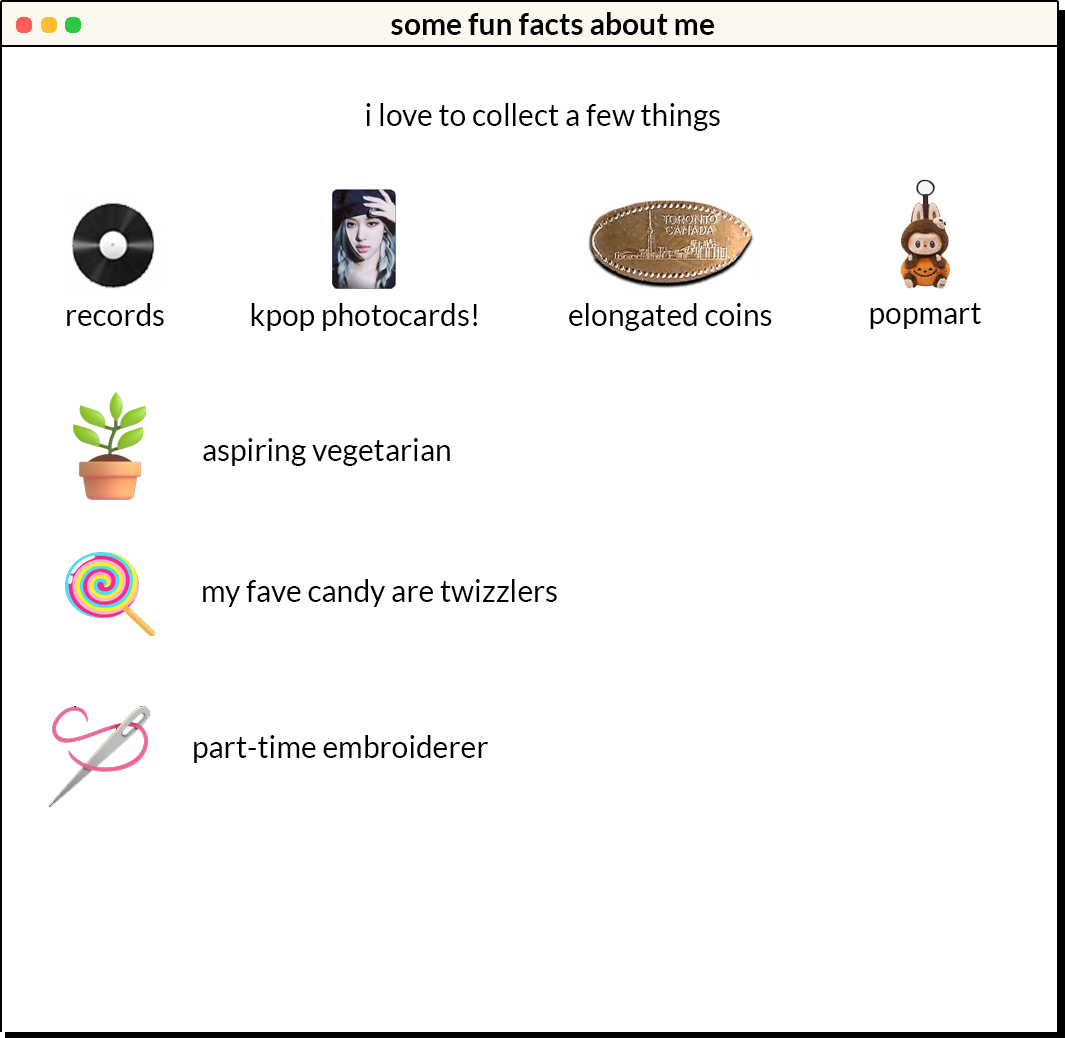 some fun facts about me
i love to collect a few things
TORONTO
CANADA
records
kpop photocards!
elongated coins
popmart
aspiring vegetarian
my fave candy are twizzlers
part-time embroiderer